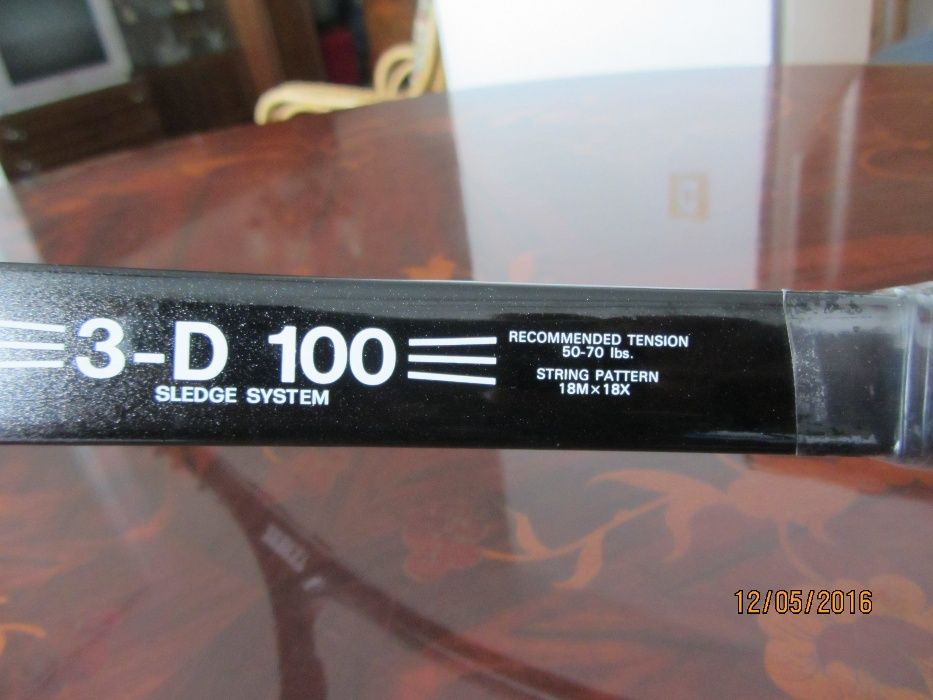 3-D 100
SLEDGE SYSTEM
RECOMMENDED TENSION
50-70 lbs.
STRING PATTERN
18M×18X
12/05/2016